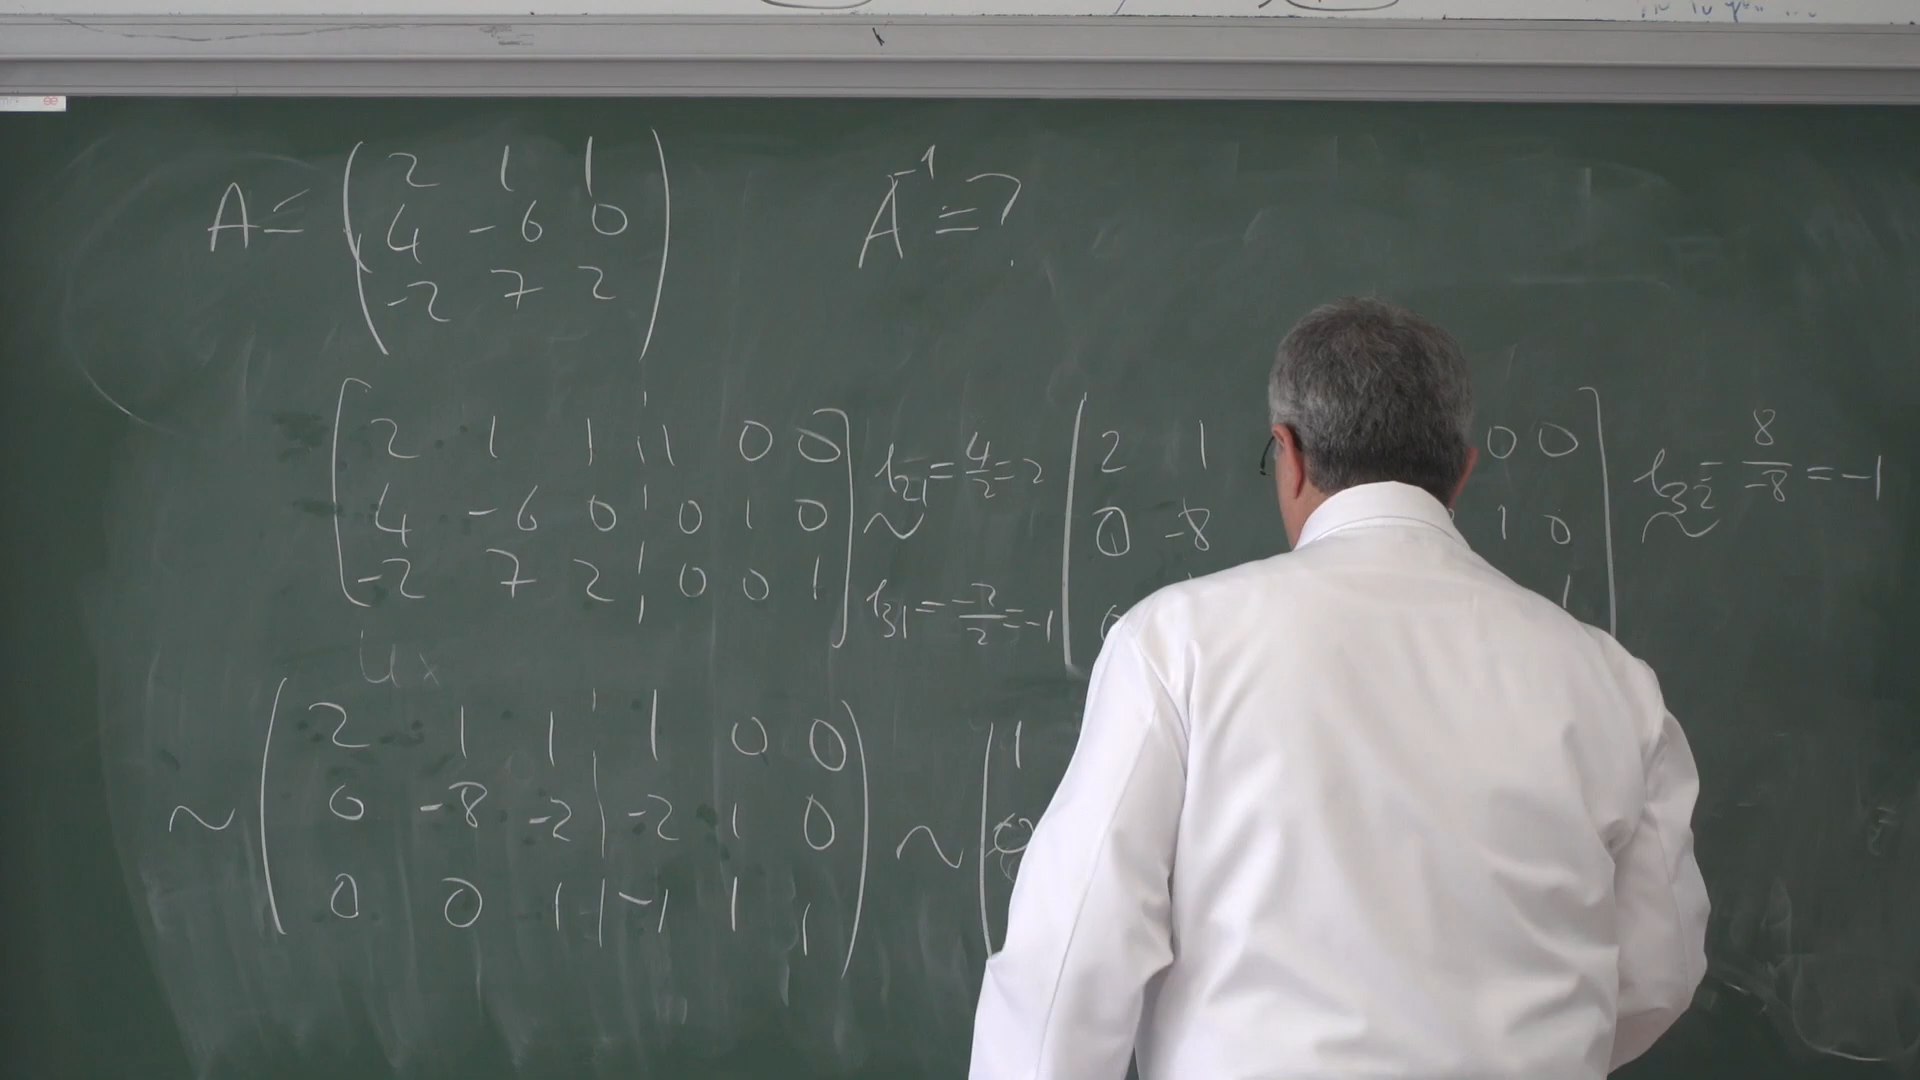 A = ( 2 1 1
4 -6 0
-2 7 2 )
A⁻¹ = ?
[ 2 1 1 | 1 0 0
4 -6 0 | 0 1 0
-2 7 2 | 0 0 1 ]
l₂₁ = 4/2 = 2
~
l₃₁ = -2/2 = -1
[ 2 1 0 0
0 -8 1 0
1 ]
l₃₂ = 8/-8 = -1
~
~ ( 2 1 1 | 1 0 0
0 -8 -2 | -2 1 0
0 0 1 | -1 1 1 )
~ ( 1
0